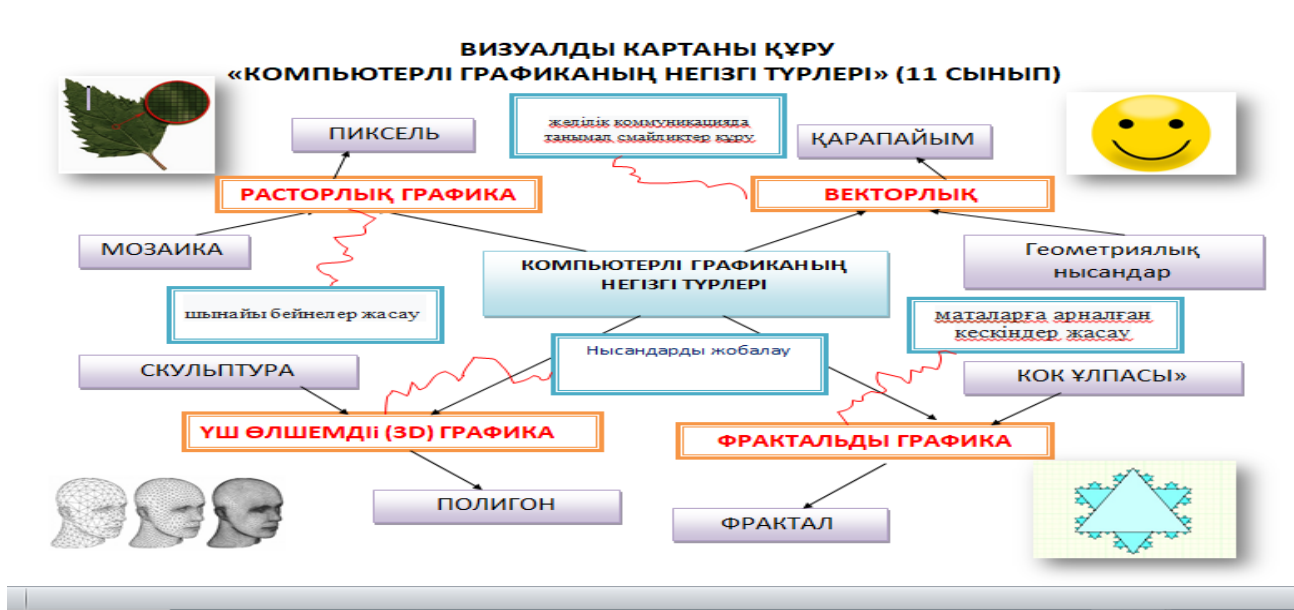 ВИЗУАЛДЫ КАРТАНЫ ҚҰРУ
«КОМПЬЮТЕРЛІ ГРАФИКАНЫҢ НЕГІЗГІ ТҮРЛЕРІ» (11 СЫНЫП)
ПИКСЕЛЬ
желілік коммуникацияда
танымал смайликтер құру
ҚАРАПАЙЫМ
РАСТОРЛЫҚ ГРАФИКА
ВЕКТОРЛЫҚ
МОЗАИКА
КОМПЬЮТЕРЛІ ГРАФИКАНЫҢ
НЕГІЗГІ ТҮРЛЕРІ
Геометриялық
нысандар
шынайы бейнелер жасау
маталарға арналған
кескіндер жасау
Нысандарды жобалау
СКУЛЬПТУРА
КОК ҰЛПАСЫ»
ҮШ ӨЛШЕМДІі (3D) ГРАФИКА
ФРАКТАЛЬДЫ ГРАФИКА
ПОЛИГОН
ФРАКТАЛ